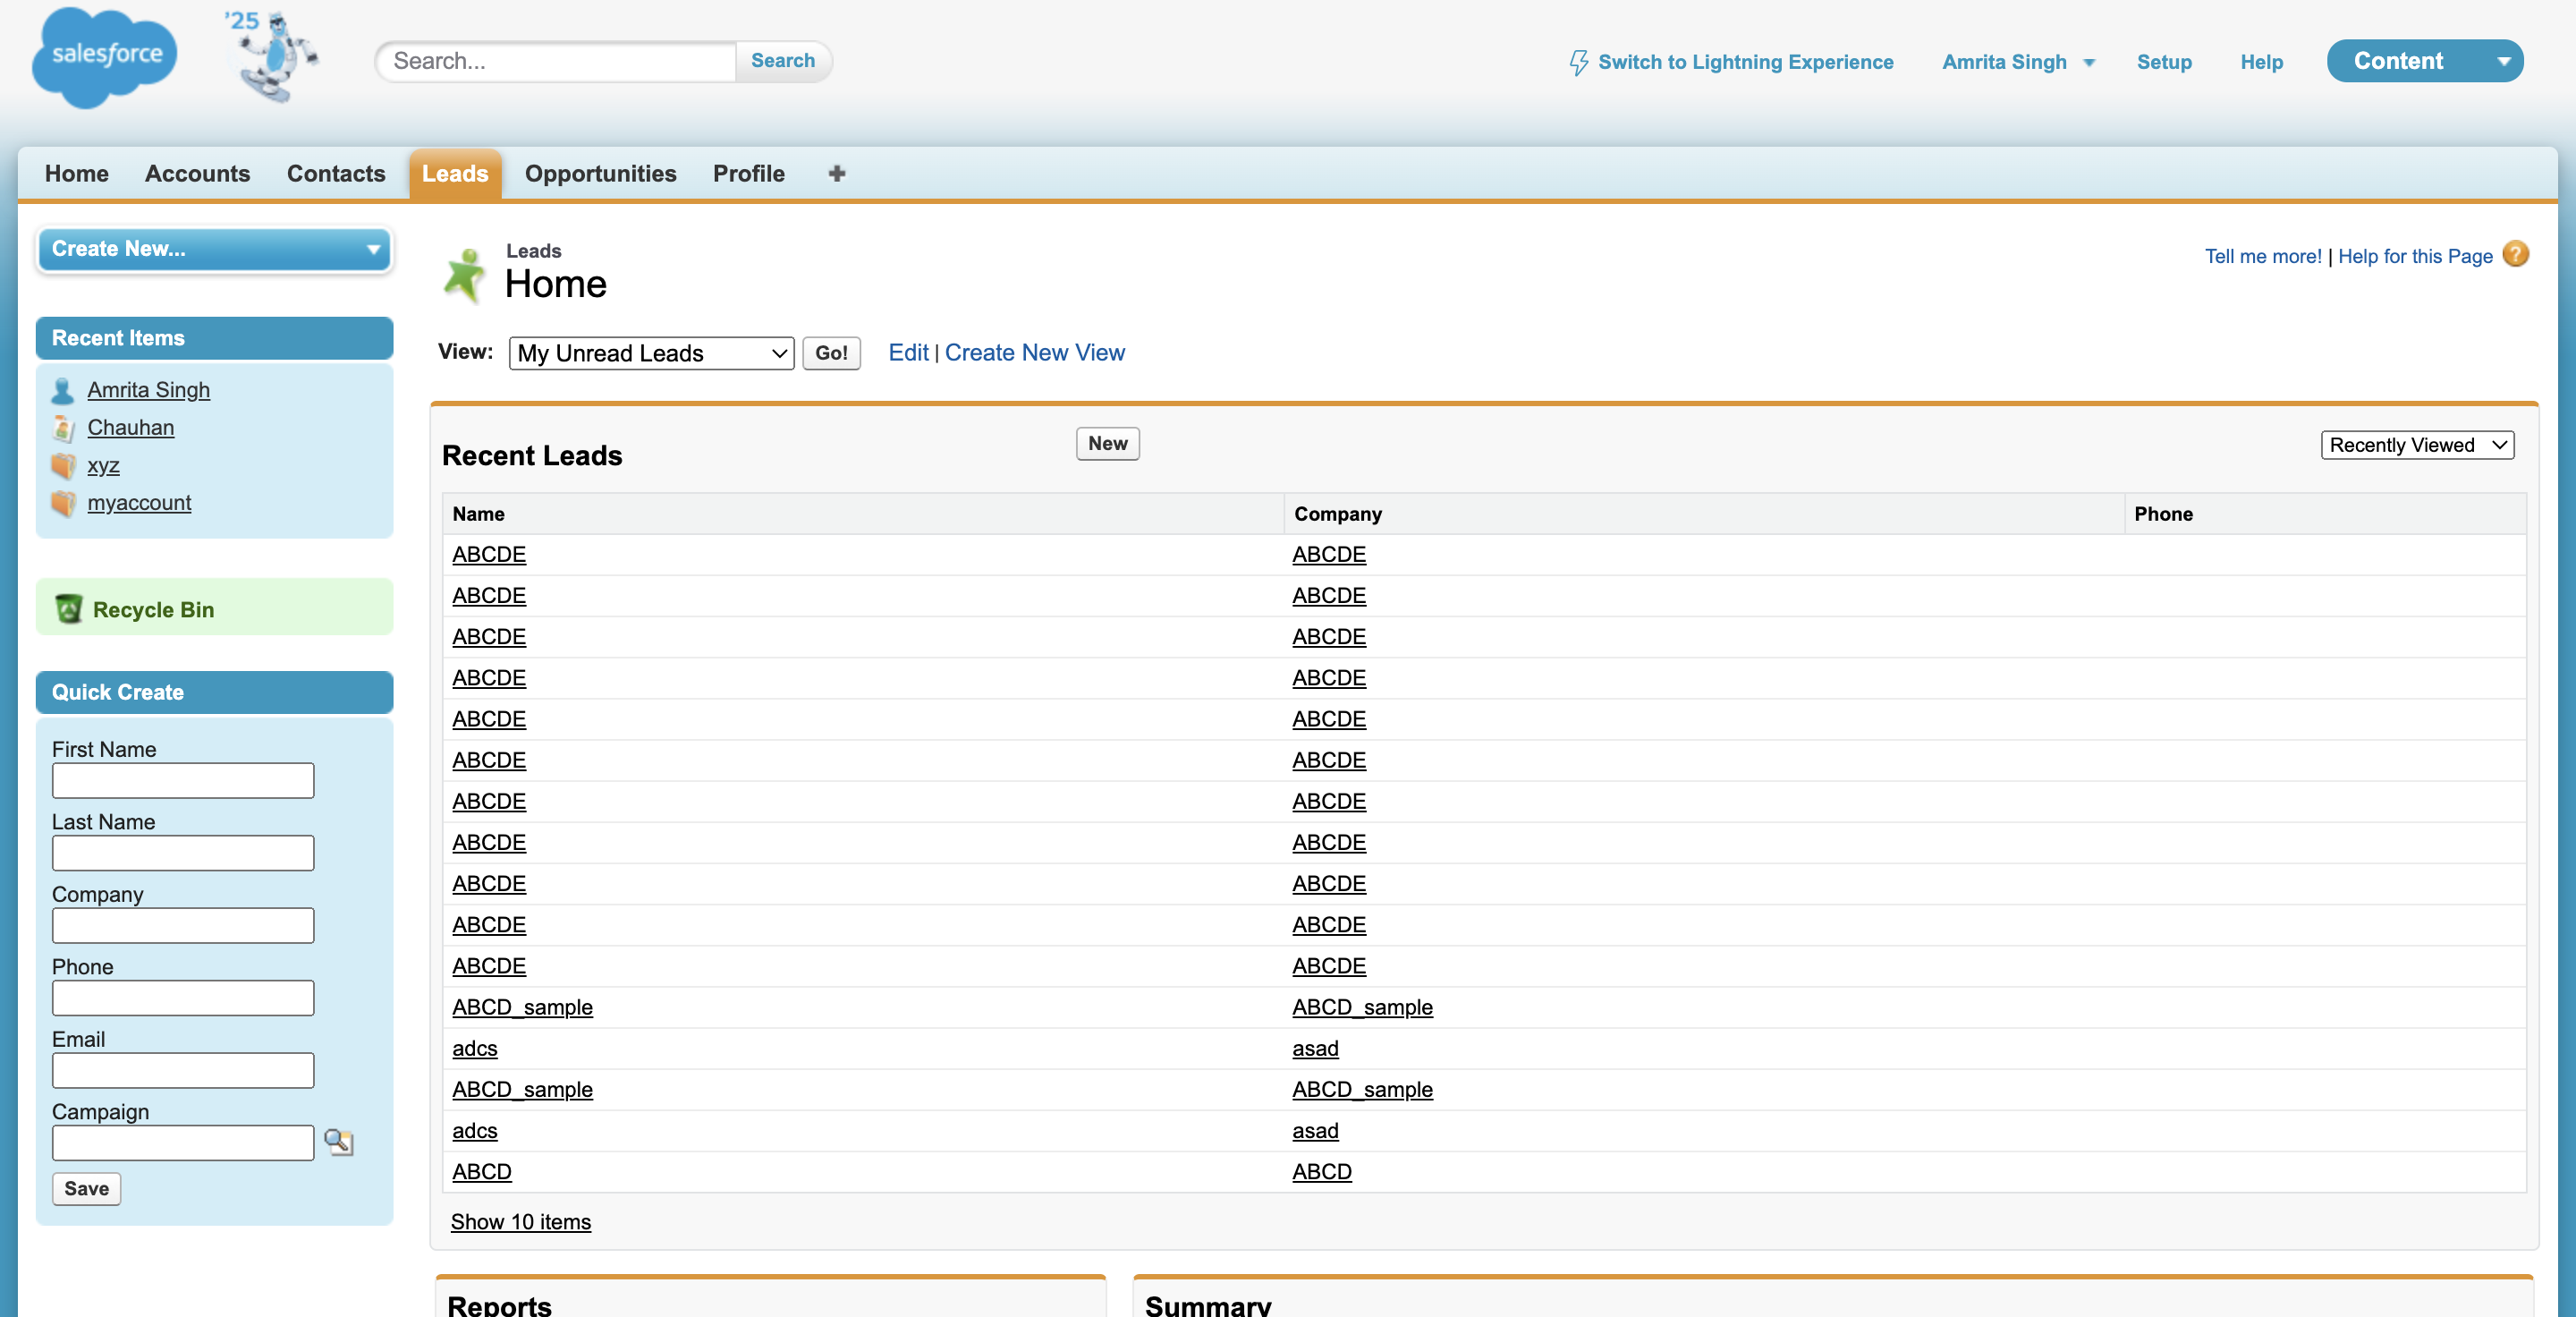 salesforce
'25
Search...
Search
Switch to Lightning Experience
Amrita Singh
Setup
Help
Content
Home
Accounts
Contacts
Leads
Opportunities
Profile
Create New...
Recent Items
Amrita Singh
Chauhan
xyz
myaccount
Recycle Bin
Quick Create
First Name
Last Name
Company
Phone
Email
Campaign
Save
Leads
Home
Tell me more! | Help for this Page
View: My Unread Leads Go! Edit | Create New View
Recent Leads
New
Recently Viewed
Name Company Phone
ABCDE ABCDE
ABCDE ABCDE
ABCDE ABCDE
ABCDE ABCDE
ABCDE ABCDE
ABCDE ABCDE
ABCDE ABCDE
ABCDE ABCDE
ABCDE ABCDE
ABCDE ABCDE
ABCDE ABCDE
ABCD_sample ABCD_sample
adcs asad
ABCD_sample ABCD_sample
adcs asad
ABCD ABCD
Show 10 items
Reports
Summary